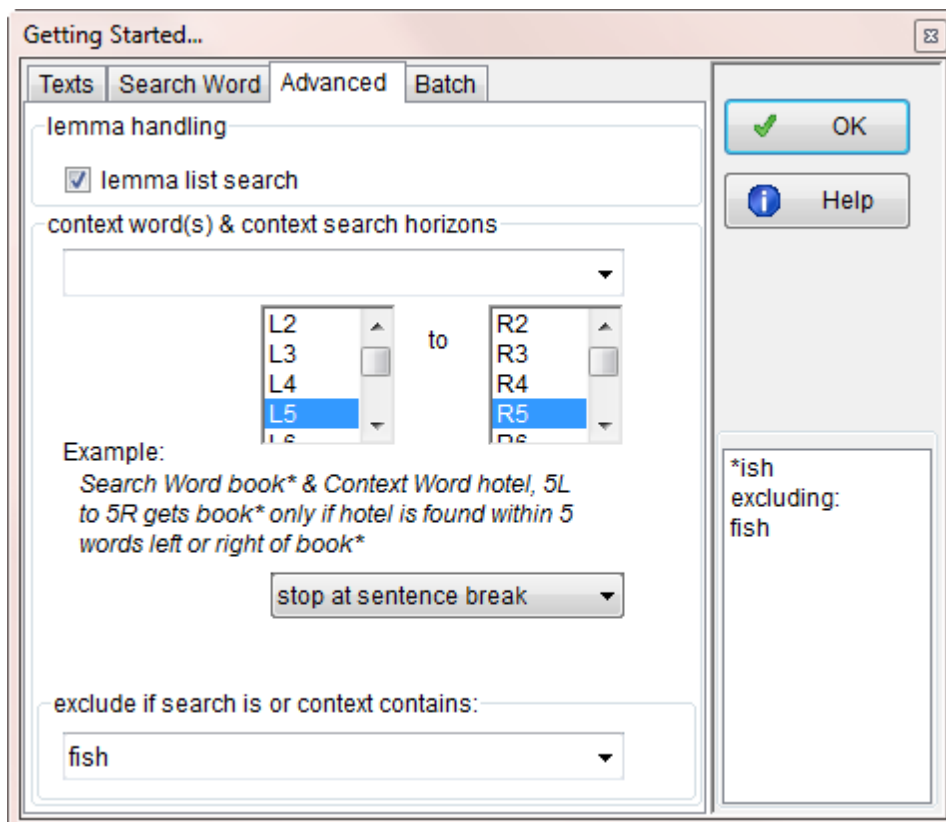 Getting Started...
Texts
Search Word
Advanced
Batch
lemma handling
lemma list search
context word(s) & context search horizons
L2
L3
L4
L5
L6
to
R2
R3
R4
R5
R6
Example:
Search Word book* & Context Word hotel, 5L
to 5R gets book* only if hotel is found within 5
words left or right of book*
stop at sentence break
exclude if search is or context contains:
fish
OK
Help
*ish
excluding:
fish